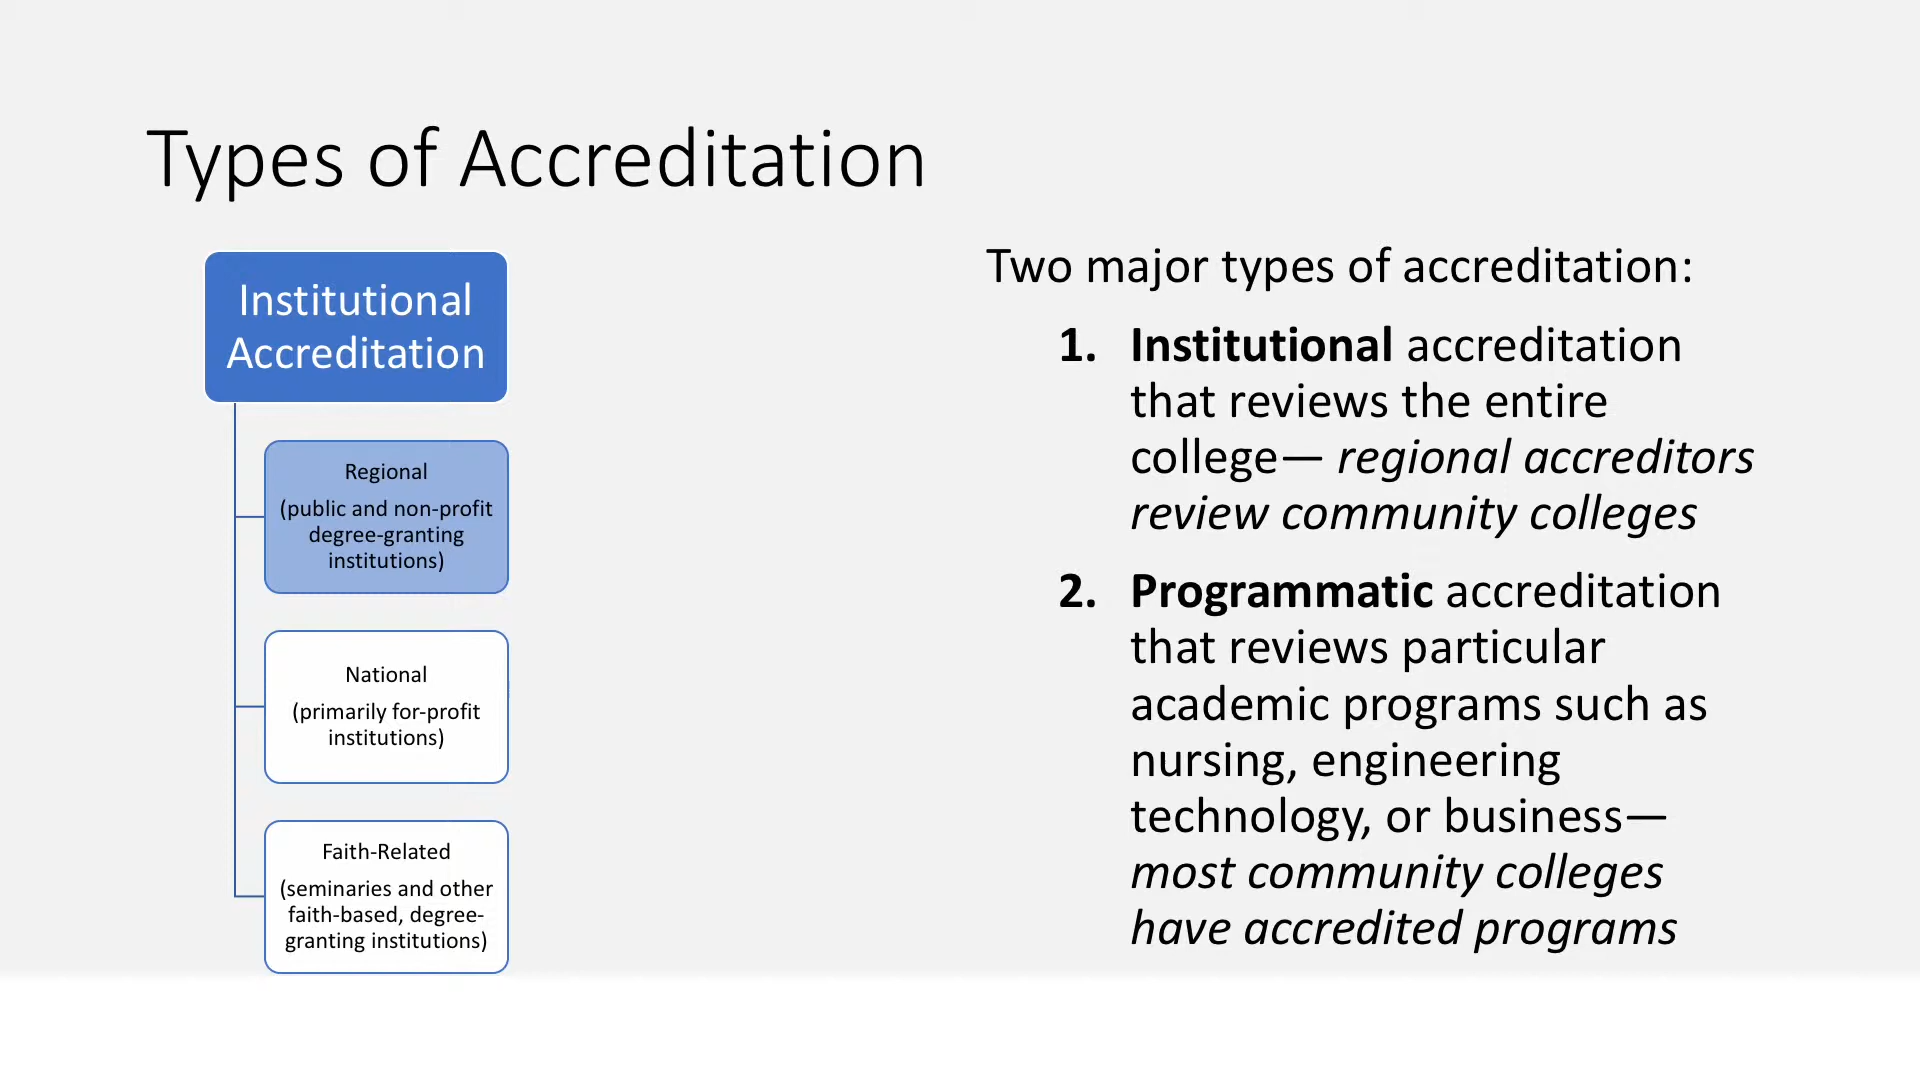 Types of Accreditation
Institutional
Accreditation
Regional
(public and non-profit
degree-granting
institutions)
National
(primarily for-profit
institutions)
Faith-Related
(seminaries and other
faith-based, degree-
granting institutions)
Two major types of accreditation:
1. Institutional accreditation
that reviews the entire
college— regional accreditors
review community colleges
2. Programmatic accreditation
that reviews particular
academic programs such as
nursing, engineering
technology, or business—
most community colleges
have accredited programs